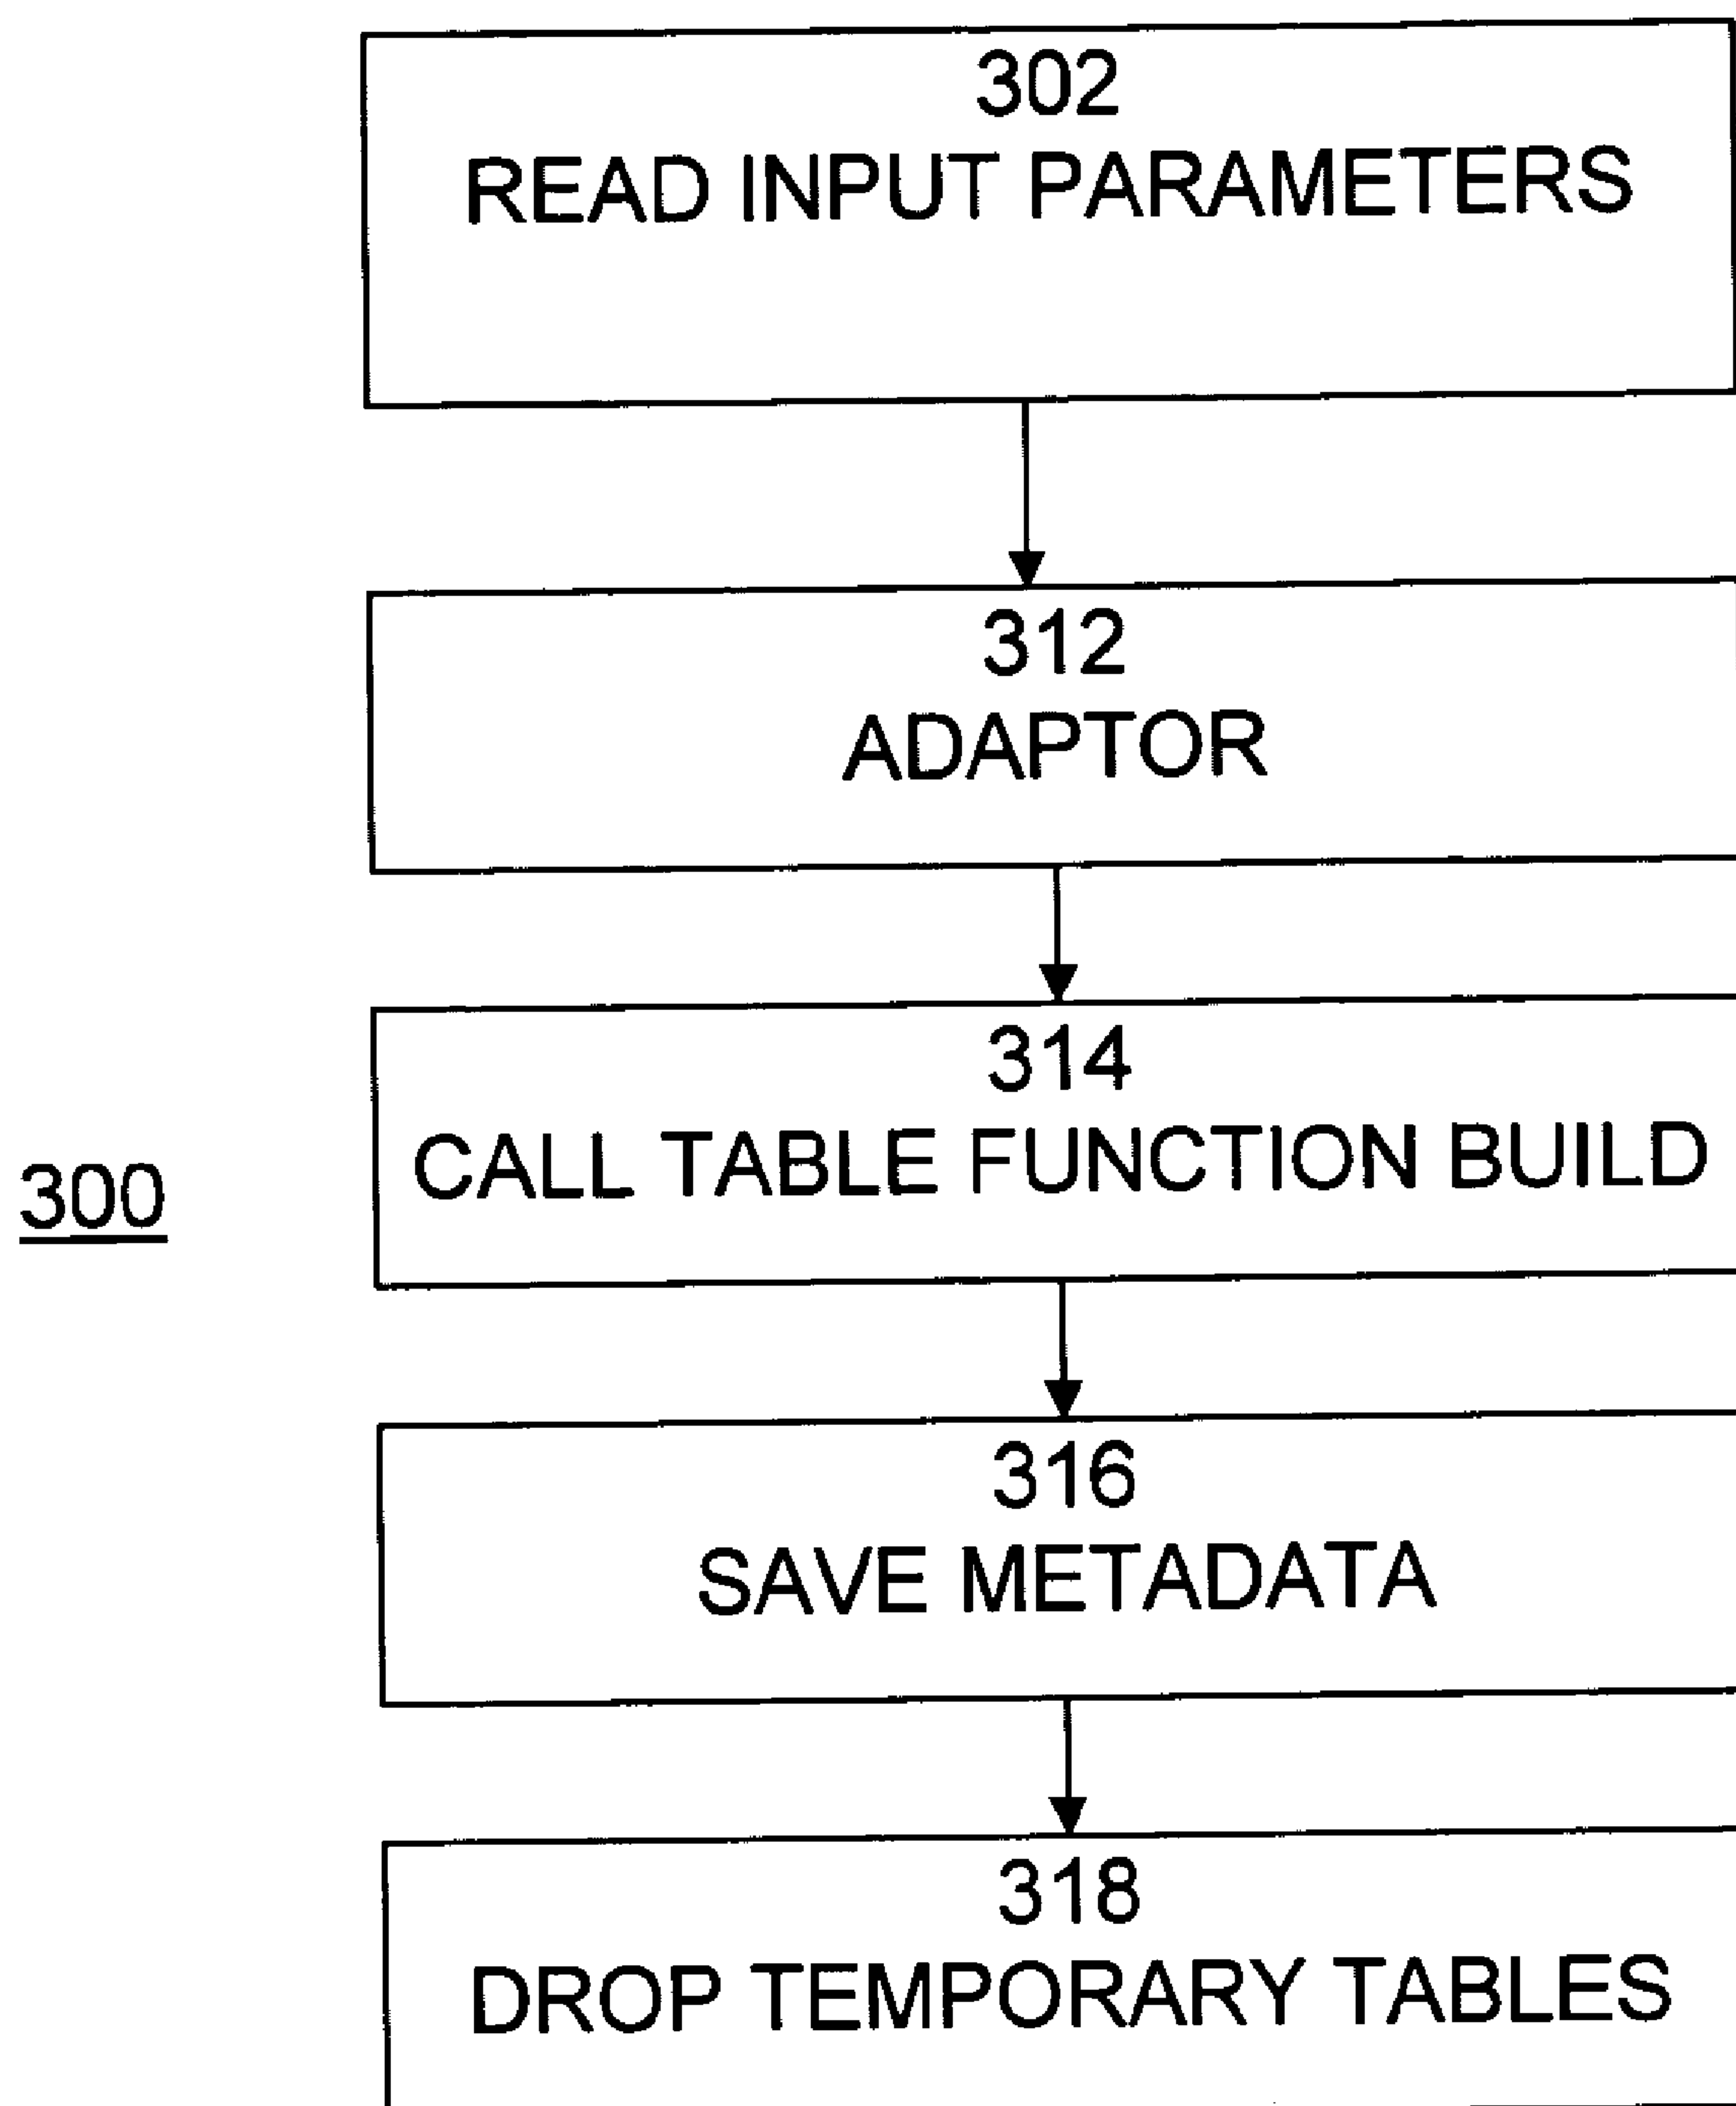 302
READ INPUT PARAMETERS
312
ADAPTOR
314
CALL TABLE FUNCTION BUILD
300
316
SAVE METADATA
318
DROP TEMPORARY TABLES